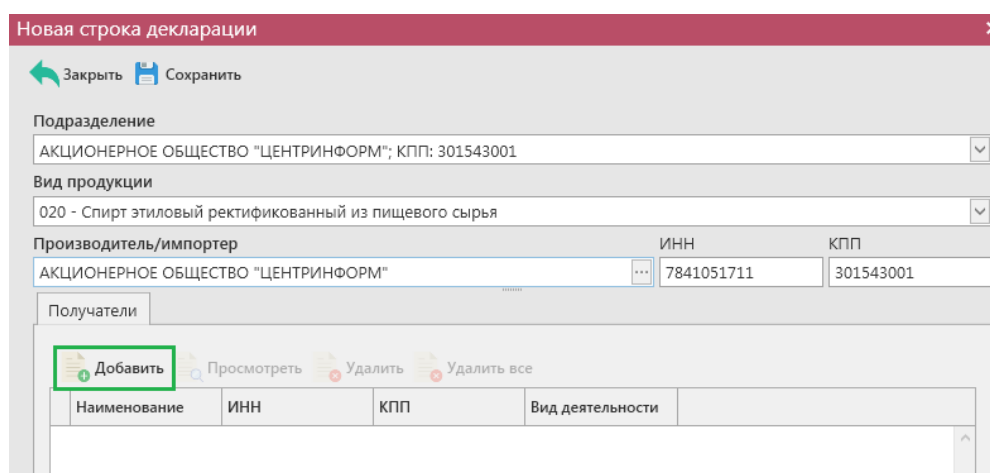 Новая строка декларации
Закрыть Сохранить
Подразделение
АКЦИОНЕРНОЕ ОБЩЕСТВО "ЦЕНТРИНФОРМ"; КПП: 301543001
Вид продукции
020 - Спирт этиловый ректификованный из пищевого сырья
Производитель/импортер ИНН КПП
АКЦИОНЕРНОЕ ОБЩЕСТВО "ЦЕНТРИНФОРМ" ... 7841051711 301543001
Получатели
Добавить Просмотреть Удалить Удалить все
Наименование ИНН КПП Вид деятельности